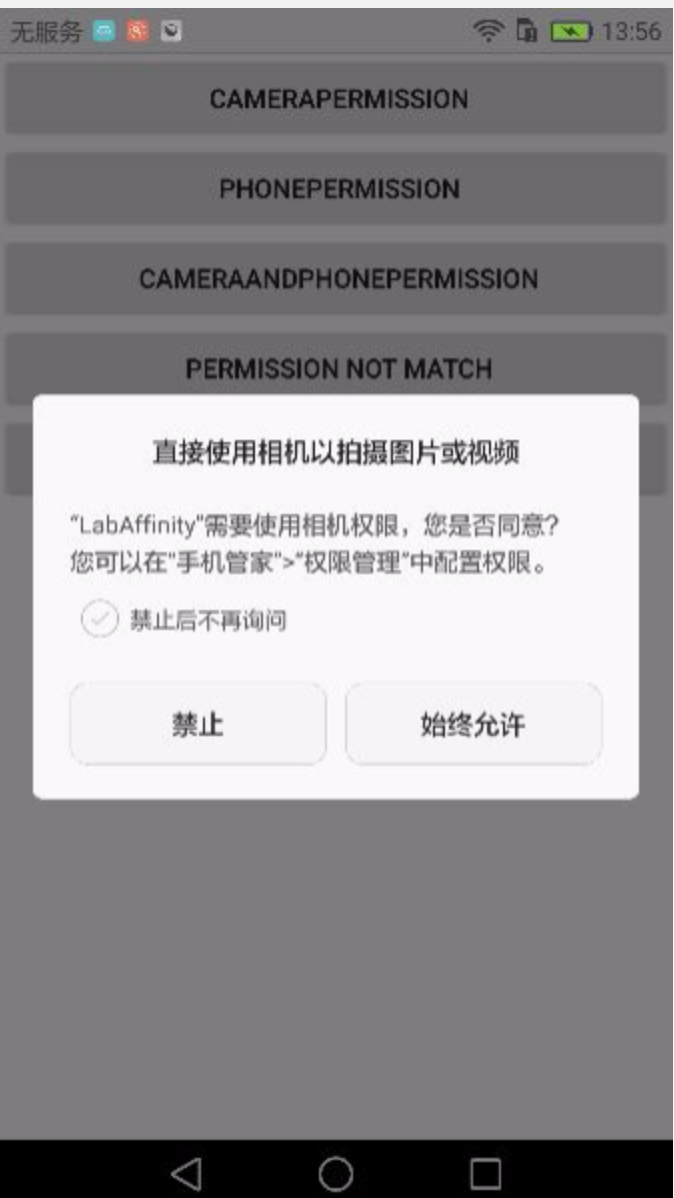 无服务 13:56
CAMERAPERMISSION
PHONEPERMISSION
CAMERAANDPHONEPERMISSION
PERMISSION NOT MATCH
直接使用相机以拍摄图片或视频
“LabAffinity"需要使用相机权限，您是否同意?
您可以在"手机管家">"权限管理"中配置权限。
禁止后不再询问
禁止 始终允许